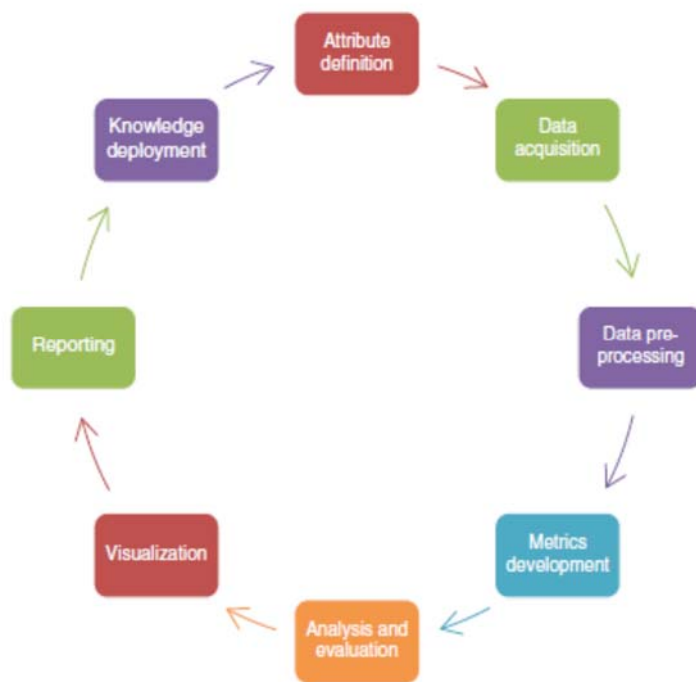 Attribute
definition
Data
acquisition
Data pre-
processing
Metrics
development
Analysis and
evaluation
Visualization
Reporting
Knowledge
deployment